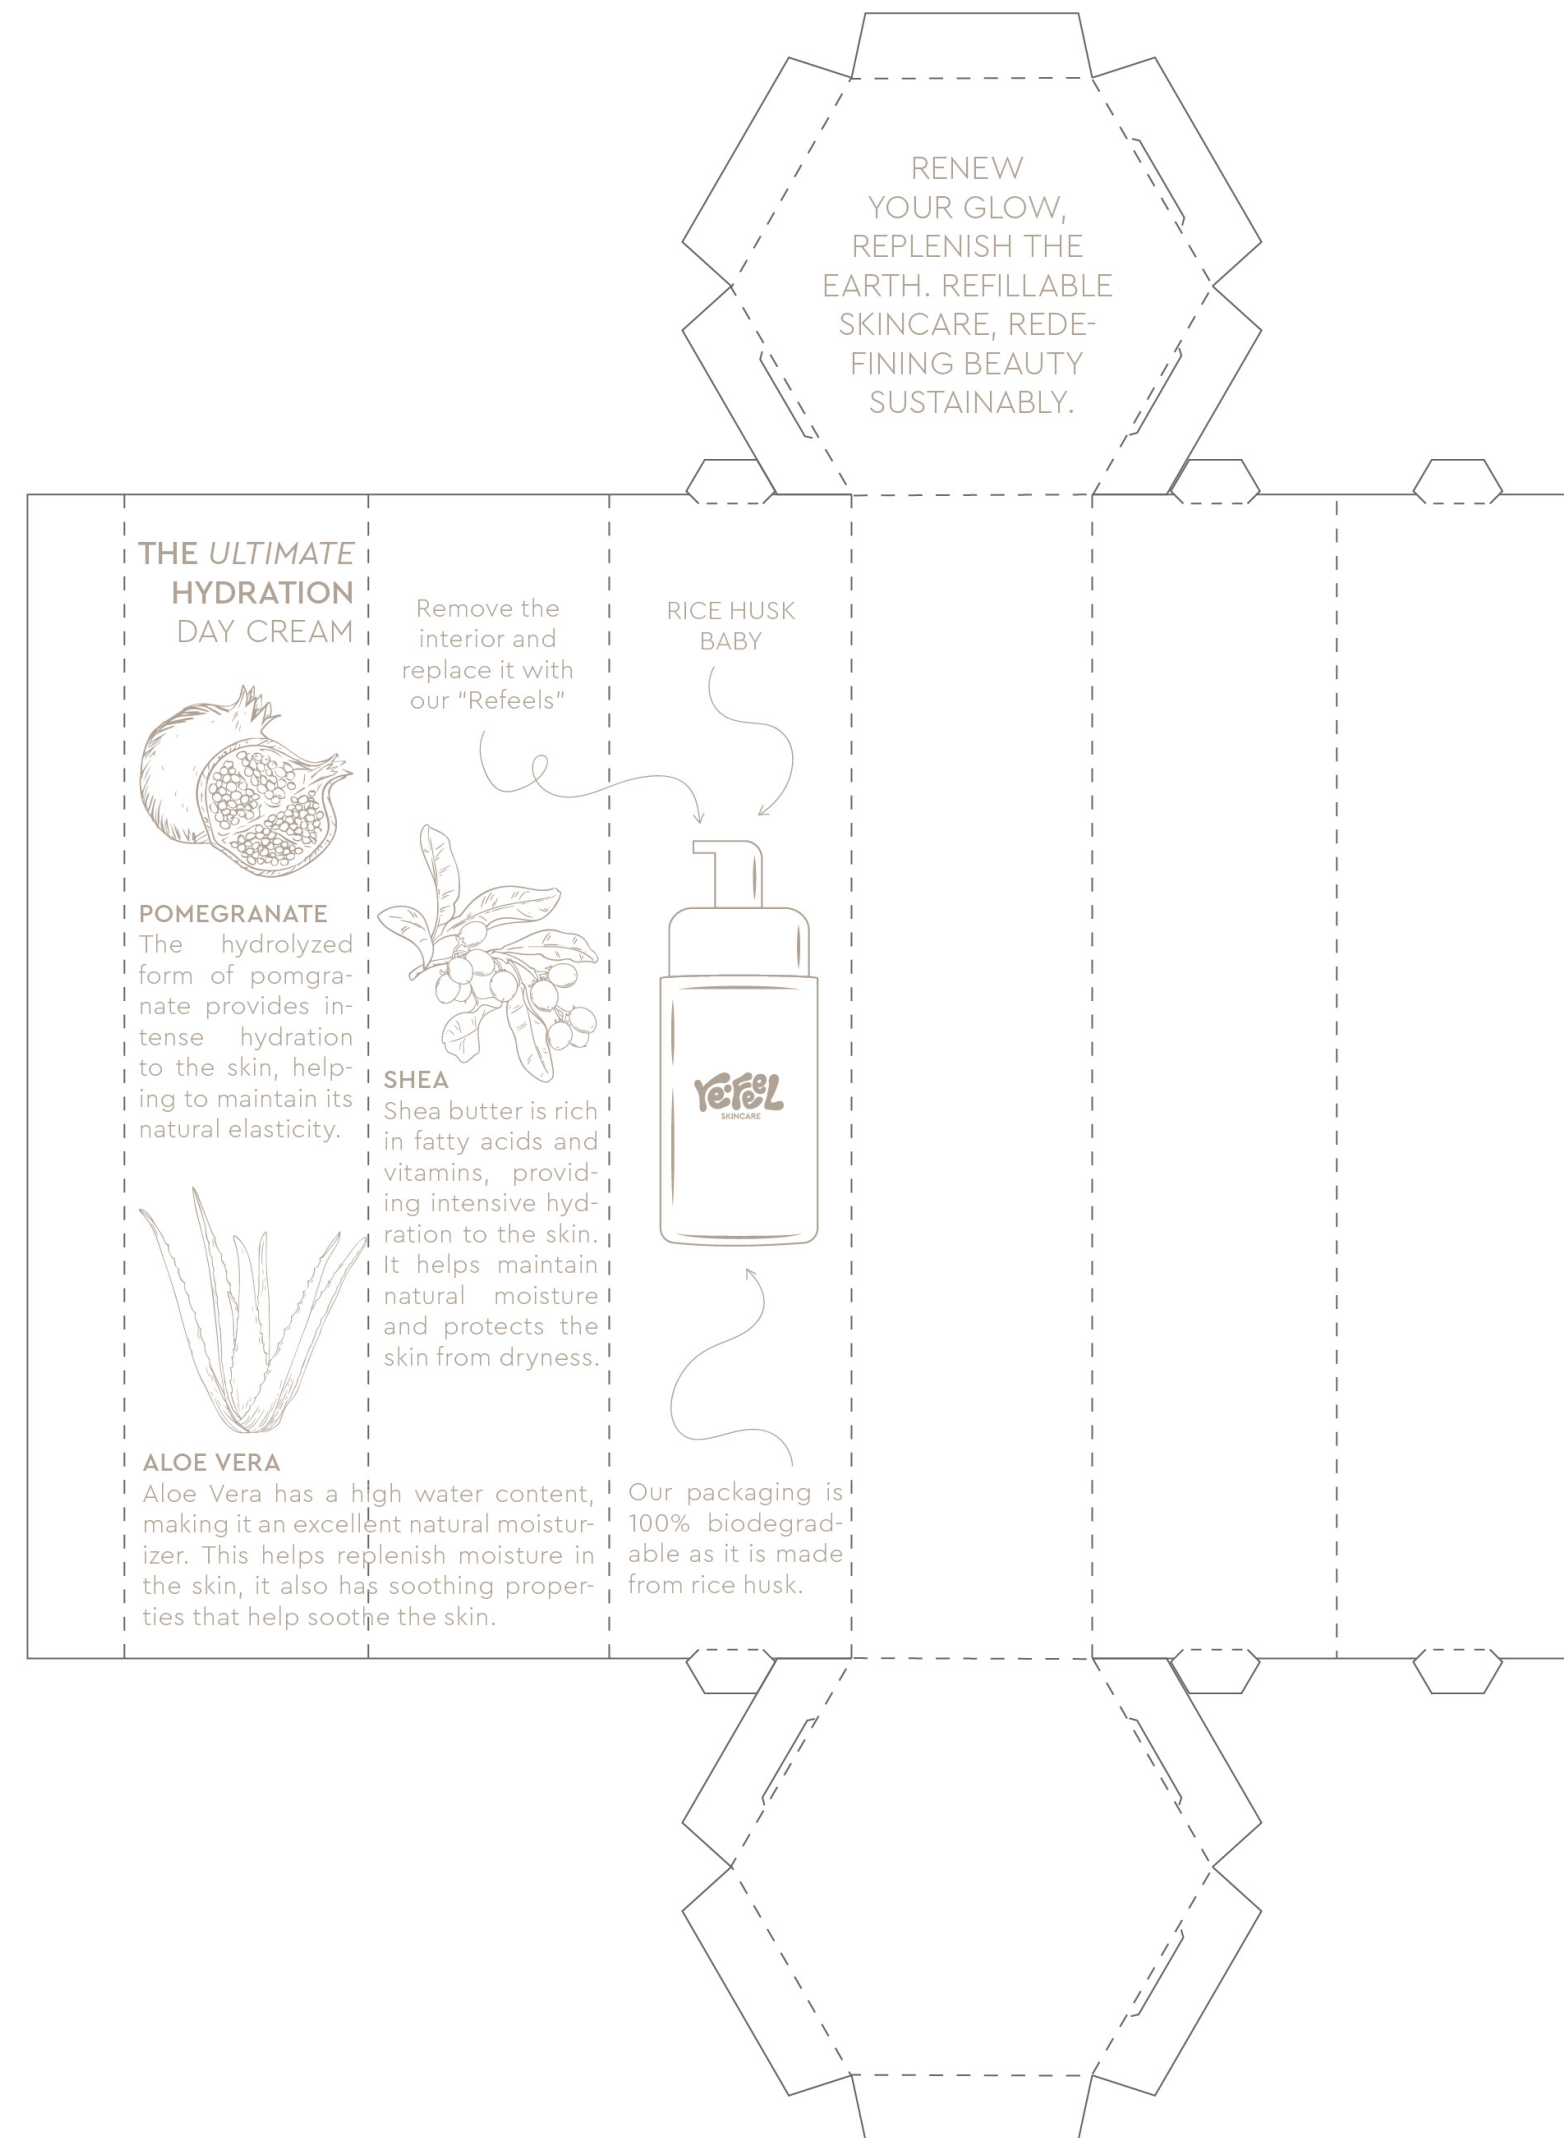 RENEW
YOUR GLOW,
REPLENISH THE
EARTH. REFILLABLE
SKINCARE, REDE-
FINING BEAUTY
SUSTAINABLY.
THE ULTIMATE
HYDRATION
DAY CREAM
POMEGRANATE
The hydrolyzed
form of pomgra-
nate provides in-
tense hydration
to the skin, help-
ing to maintain its
natural elasticity.
ALOE VERA
Aloe Vera has a high water content,
making it an excellent natural moistur-
izer. This helps replenish moisture in
the skin, it also has soothing proper-
ties that help soothe the skin.
Remove the
interior and
replace it with
our “Refeels”
SHEA
Shea butter is rich
in fatty acids and
vitamins, provid-
ing intensive hyd-
ration to the skin.
It helps maintain
natural moisture
and protects the
skin from dryness.
RICE HUSK
BABY
re:FeeL
SKINCARE
Our packaging is
100% biodegrad-
able as it is made
from rice husk.